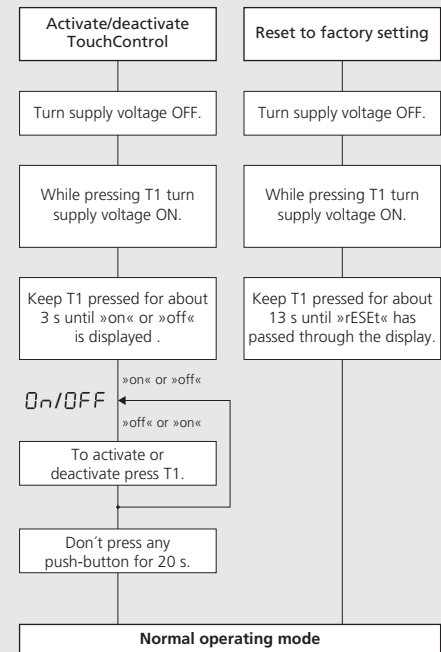 Activate/deactivate
TouchControl
Turn supply voltage OFF.
While pressing T1 turn
supply voltage ON.
Keep T1 pressed for about
3 s until »on« or »off«
is displayed .
»on« or »off«
On/OFF
»off« or »on«
To activate or
deactivate press T1.
Don´t press any
push-button for 20 s.
Reset to factory setting
Turn supply voltage OFF.
While pressing T1 turn
supply voltage ON.
Keep T1 pressed for about
13 s until »rESEt« has
passed through the display.
Normal operating mode